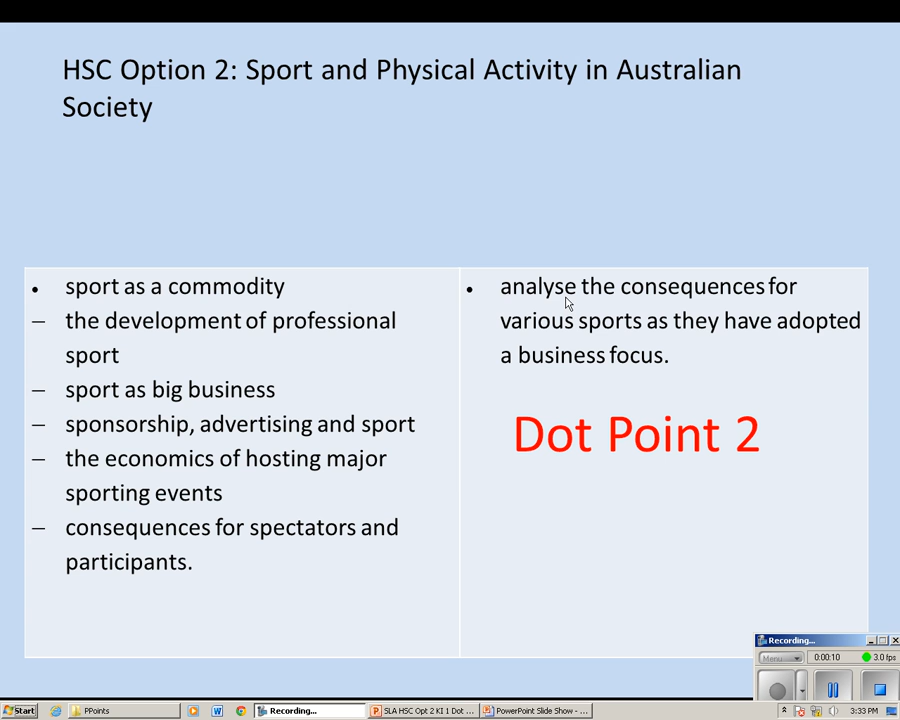 HSC Option 2: Sport and Physical Activity in Australian
Society
• sport as a commodity
– the development of professional
sport
– sport as big business
– sponsorship, advertising and sport
– the economics of hosting major
sporting events
– consequences for spectators and
participants.
• analyse the consequences for
various sports as they have adopted
a business focus.
Dot Point 2
Recording...
Menu
0:00:10
3.0 fps
Start
PPoints
Recording...
SLA HSC Opt 2 KI 1 Dot ...
PowerPoint Slide Show - ...
3:33 PM